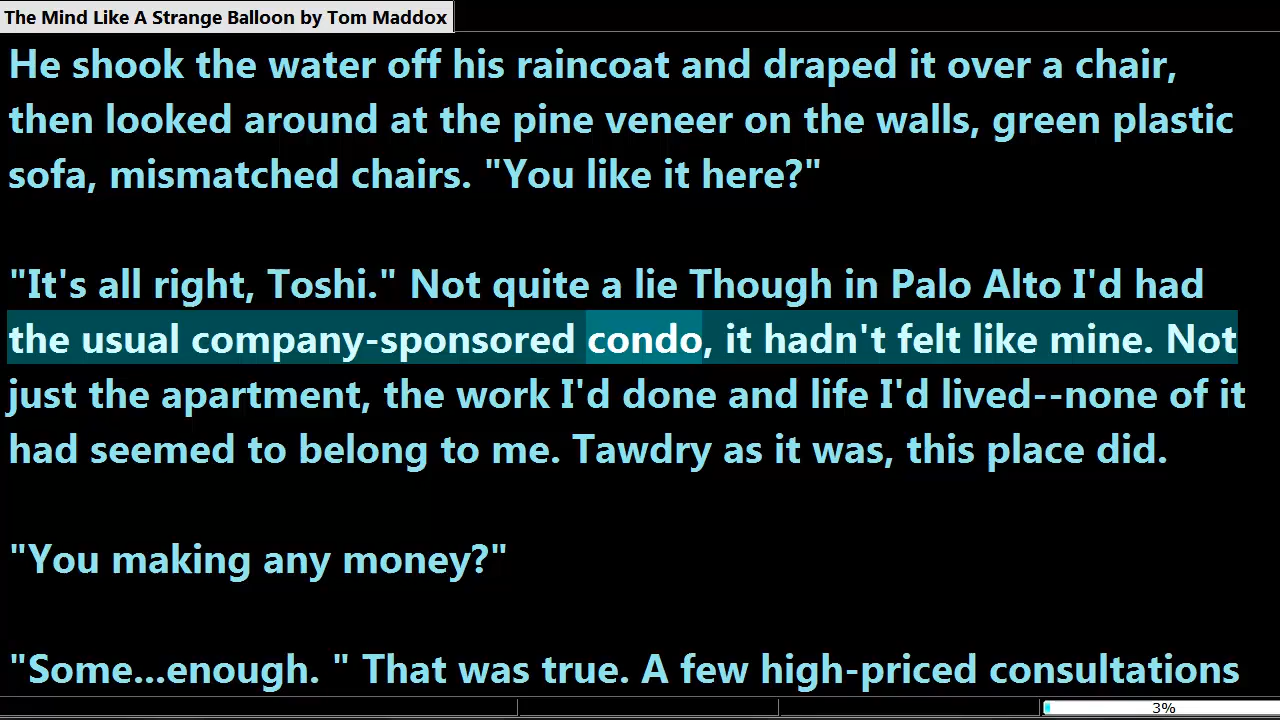 The Mind Like A Strange Balloon by Tom Maddox
He shook the water off his raincoat and draped it over a chair,
then looked around at the pine veneer on the walls, green plastic
sofa, mismatched chairs. "You like it here?"
"It's all right, Toshi." Not quite a lie Though in Palo Alto I'd had
the usual company-sponsored condo, it hadn't felt like mine. Not
just the apartment, the work I'd done and life I'd lived--none of it
had seemed to belong to me. Tawdry as it was, this place did.
"You making any money?"
"Some...enough. " That was true. A few high-priced consultations
3%